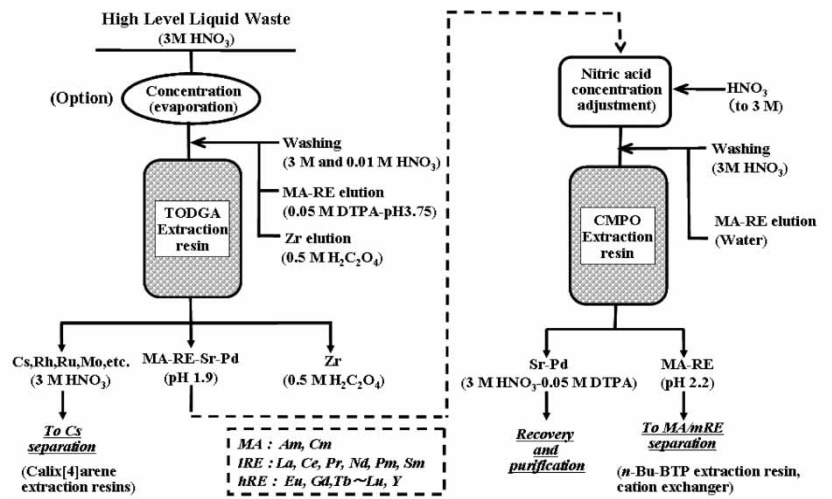 High Level Liquid Waste
(3M HNO₃)
(Option)
Concentration
(evaporation)
Washing
(3 M and 0.01 M HNO₃)
MA-RE elution
(0.05 M DTPA-pH3.75)
Zr elution
(0.5 M H₂C₂O₄)
TODGA
Extraction
resin
Cs,Rh,Ru,Mo,etc.
(3 M HNO₃)
MA-RE-Sr-Pd
(pH 1.9)
Zr
(0.5 M H₂C₂O₄)
To Cs
separation
(Calix[4]arene
extraction resins)
MA : Am, Cm
lRE : La, Ce, Pr, Nd, Pm, Sm
hRE : Eu, Gd,Tb~Lu, Y
Nitric acid
concentration
adjustment)
HNO₃
(to 3 M)
Washing
(3M HNO₃)
MA-RE elution
(Water)
CMPO
Extraction
resin
Sr-Pd
(3 M HNO₃-0.05 M DTPA)
MA-RE
(pH 2.2)
Recovery
and
purification
To MA/mRE
separation
(n-Bu-BTP extraction resin,
cation exchanger)